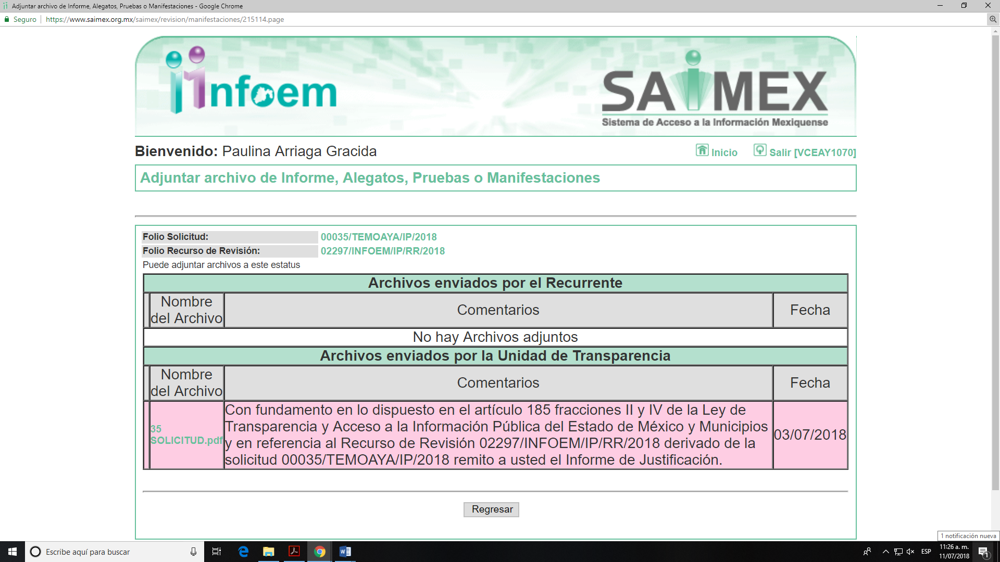 Adjuntar archivo de Informe, Alegatos, Pruebas o Manifestaciones - Google Chrome
Seguro | https://www.saimex.org.mx/saimex/revision/manifestaciones/215114.page
infoem
SAIMEX
Sistema de Acceso a la Información Mexiquense
Bienvenido: Paulina Arriaga Gracida
Inicio
Salir [VCEAY1070]
Adjuntar archivo de Informe, Alegatos, Pruebas o Manifestaciones
Folio Solicitud: 00035/TEMOAYA/IP/2018
Folio Recurso de Revisión: 02297/INFOEM/IP/RR/2018
Puede adjuntar archivos a este estatus
Archivos enviados por el Recurrente
Nombre
del Archivo
Comentarios
Fecha
No hay Archivos adjuntos
Archivos enviados por la Unidad de Transparencia
Nombre
del Archivo
Comentarios
Fecha
35
SOLICITUD.pdf
Con fundamento en lo dispuesto en el artículo 185 fracciones II y IV de la Ley de
Transparencia y Acceso a la Información Pública del Estado de México y Municipios
y en referencia al Recurso de Revisión 02297/INFOEM/IP/RR/2018 derivado de la
solicitud 00035/TEMOAYA/IP/2018 remito a usted el Informe de Justificación.
03/07/2018
Regresar
1 notificación nueva
Escribe aquí para buscar
ESP
11:26 a. m.
11/07/2018
1